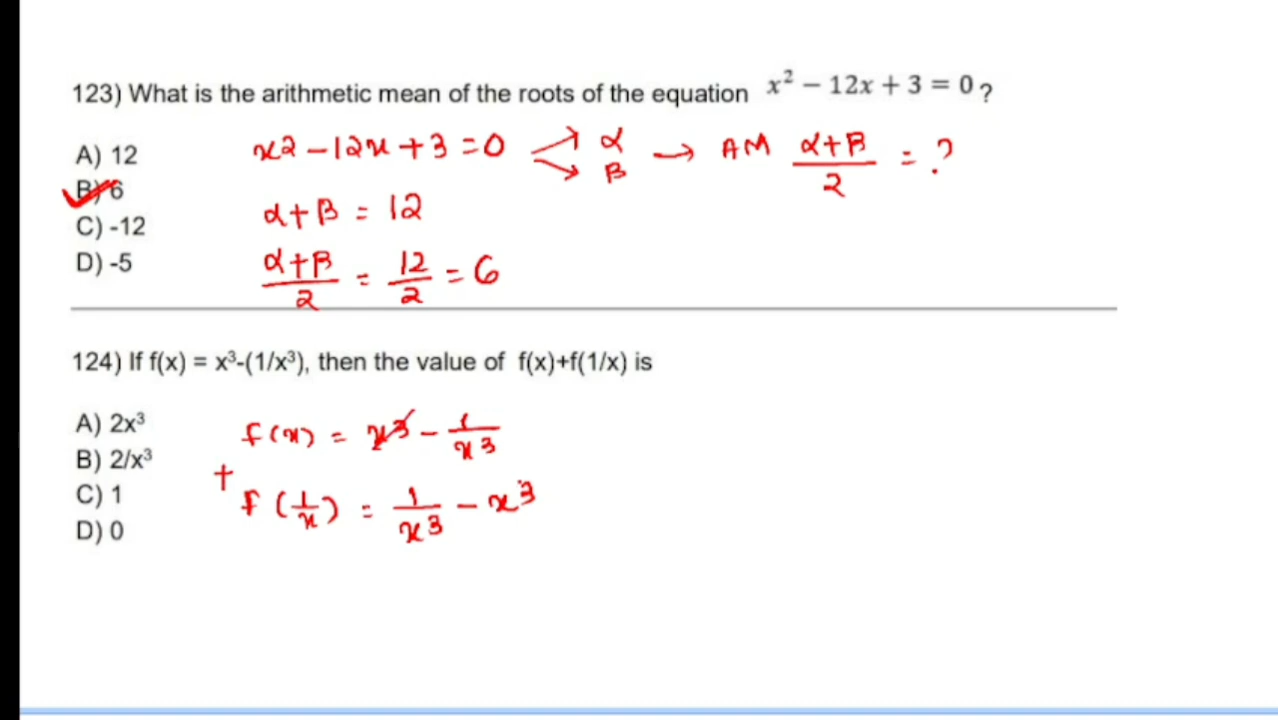 123) What is the arithmetic mean of the roots of the equation x² − 12x + 3 = 0 ?
A) 12
x2 − 12x + 3 = 0 → α → β → AM α+β/2 = ?
B) 6
α + β = 12
C) -12
D) -5
α+β/2 = 12/2 = 6
124) If f(x) = x³-(1/x³), then the value of f(x)+f(1/x) is
A) 2x³
f(x) = x3 − 1/x3
B) 2/x³
+
C) 1
f(1/x) = 1/x3 − x3
D) 0